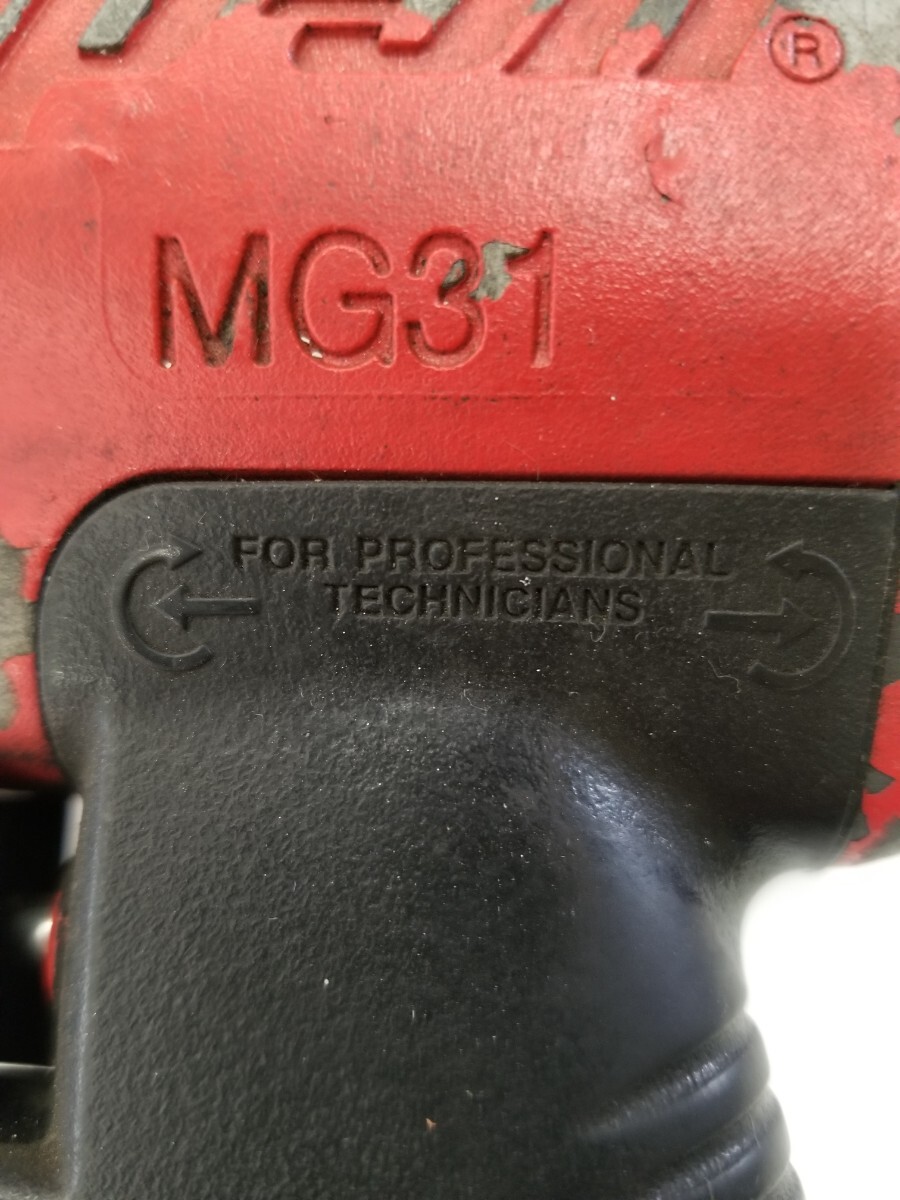 ®
MG31
FOR PROFESSIONAL
TECHNICIANS